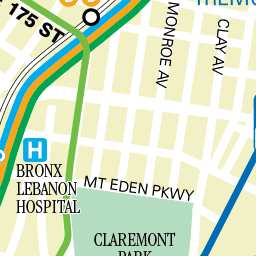 E 175 ST
MONROE AV
CLAY AV
H
BRONX
LEBANON
HOSPITAL
MT EDEN PKWY
CLAREMONT
PARK